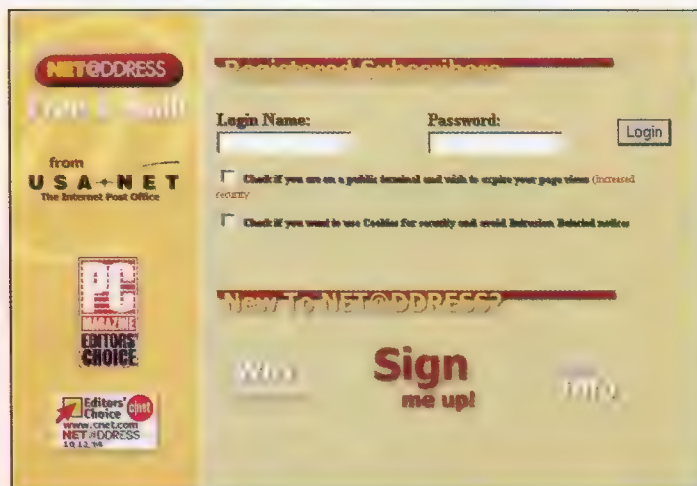 NET@DDRESS
from
USA•NET
The Internet Post Office
PC
MAGAZINE
EDITORS'
CHOICE
Editors'
Choice
c|net
www.cnet.com
NET@DDRESS
Registered Subscribers
Login Name:
Password:
Login
Check if you are on a public terminal and wish to expire your page views (Increased
security
Check if you want to use Cookies for security and avoid Intrusion Detected notices
New To NET@DDRESS?
Sign
me up!
Info